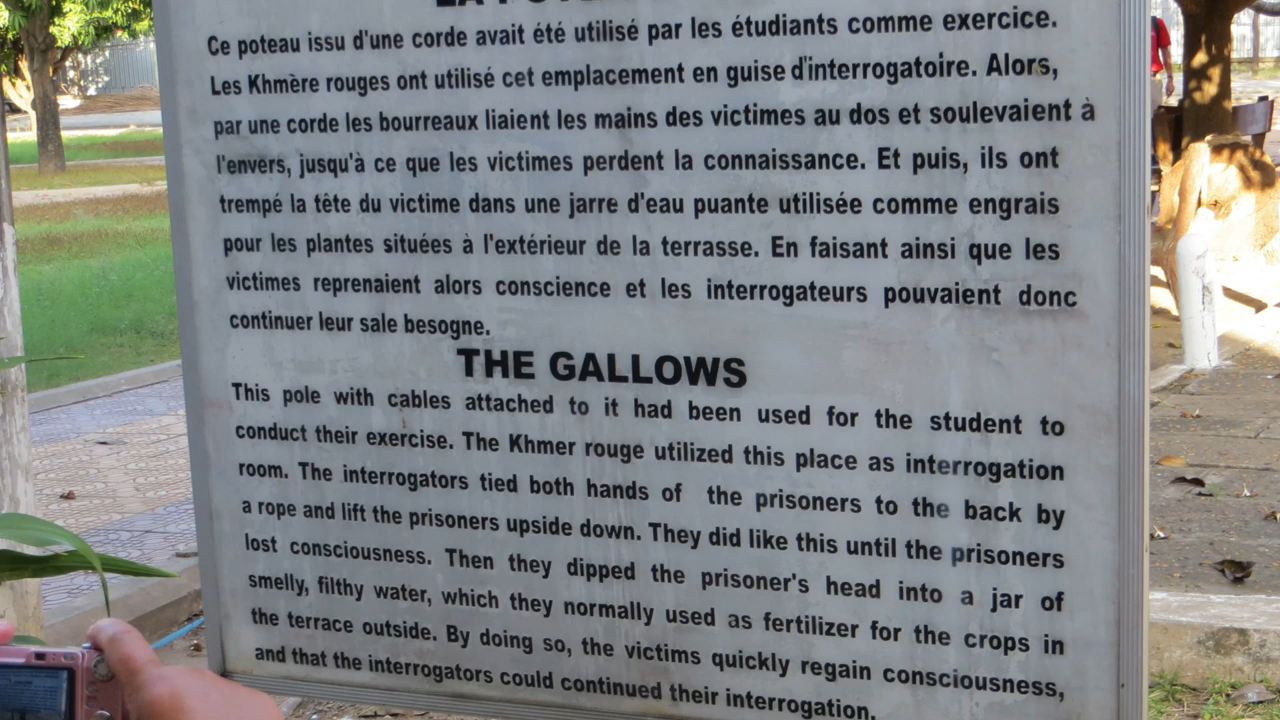 Ce poteau issu d'une corde avait été utilisé par les étudiants comme exercice.
Les Khmère rouges ont utilisé cet emplacement en guise d'interrogatoire. Alors,
par une corde les bourreaux liaient les mains des victimes au dos et soulevaient à
l'envers, jusqu'à ce que les victimes perdent la connaissance. Et puis, ils ont
trempé la tête du victime dans une jarre d'eau puante utilisée comme engrais
pour les plantes situées à l'extérieur de la terrasse. En faisant ainsi que les
victimes reprenaient alors conscience et les interrogateurs pouvaient donc
continuer leur sale besogne.
THE GALLOWS
This pole with cables attached to it had been used for the student to
conduct their exercise. The Khmer rouge utilized this place as interrogation
room. The interrogators tied both hands of the prisoners to the back by
a rope and lift the prisoners upside down. They did like this until the prisoners
lost consciousness. Then they dipped the prisoner's head into a jar of
smelly, filthy water, which they normally used as fertilizer for the crops in
the terrace outside. By doing so, the victims quickly regain consciousness,
and that the interrogators could continued their interrogation.